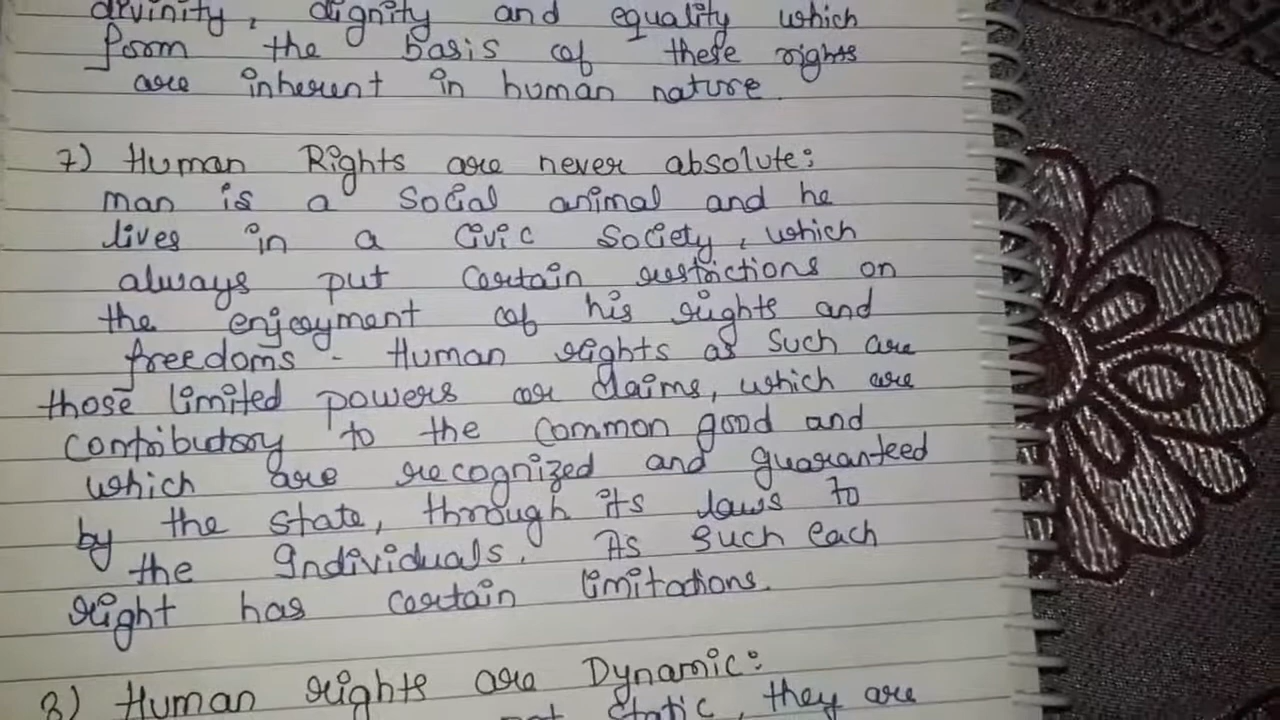 divinity, dignity and equality which
form the basis of these rights
are inherent in human nature.
7) Human Rights are never absolute:
man is a social animal and he
lives in a civic society, which
always put certain restrictions on
the enjoyment of his rights and
freedoms. Human rights as such are
those limited powers or claims, which are
contributory to the common good and
which are recognized and guaranteed
by the state, through its laws to
the Individuals. As such each
right has certain limitations.
8) Human rights are Dynamic:
not static, they are